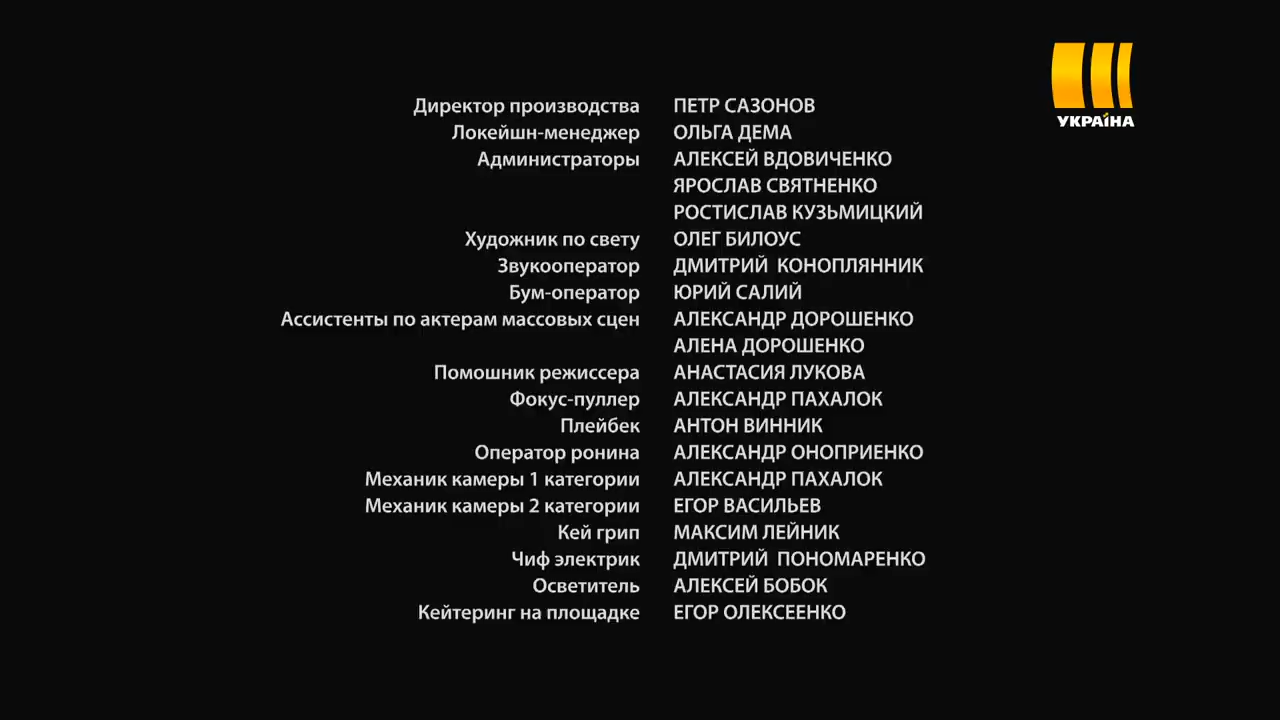 УКРАЇНА
Директор производства ПЕТР САЗОНОВ
Локейшн-менеджер ОЛЬГА ДЕМА
Администраторы АЛЕКСЕЙ ВДОВИЧЕНКО
ЯРОСЛАВ СВЯТНЕНКО
РОСТИСЛАВ КУЗЬМИЦКИЙ
Художник по свету ОЛЕГ БИЛОУС
Звукооператор ДМИТРИЙ КОНОПЛЯННИК
Бум-оператор ЮРИЙ САЛИЙ
Ассистенты по актерам массовых сцен АЛЕКСАНДР ДОРОШЕНКО
АЛЕНА ДОРОШЕНКО
Помошник режиссера АНАСТАСИЯ ЛУКОВА
Фокус-пуллер АЛЕКСАНДР ПАХАЛОК
Плейбек АНТОН ВИННИК
Оператор ронина АЛЕКСАНДР ОНОПРИЕНКО
Механик камеры 1 категории АЛЕКСАНДР ПАХАЛОК
Механик камеры 2 категории ЕГОР ВАСИЛЬЕВ
Кей грип МАКСИМ ЛЕЙНИК
Чиф электрик ДМИТРИЙ ПОНОМАРЕНКО
Осветитель АЛЕКСЕЙ БОБОК
Кейтеринг на площадке ЕГОР ОЛЕКСЕЕНКО